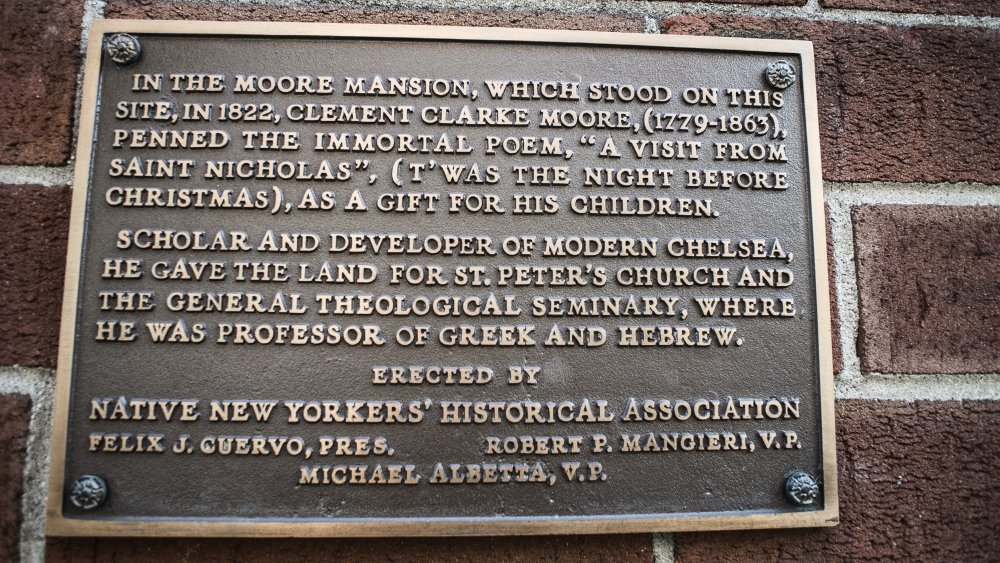 IN THE MOORE MANSION, WHICH STOOD ON THIS
SITE, IN 1822, CLEMENT CLARKE MOORE, (1779-1863),
PENNED THE IMMORTAL POEM, "A VISIT FROM
SAINT NICHOLAS", (T'WAS THE NIGHT BEFORE
CHRISTMAS), AS A GIFT FOR HIS CHILDREN.
SCHOLAR AND DEVELOPER OF MODERN CHELSEA,
HE GAVE THE LAND FOR ST. PETER'S CHURCH AND
THE GENERAL THEOLOGICAL SEMINARY, WHERE
HE WAS PROFESSOR OF GREEK AND HEBREW.
ERECTED BY
NATIVE NEW YORKERS' HISTORICAL ASSOCIATION
FELIX J. CUERVO, PRES. ROBERT P. MANGIERI, V.P.
MICHAEL ALBETTA, V.P.